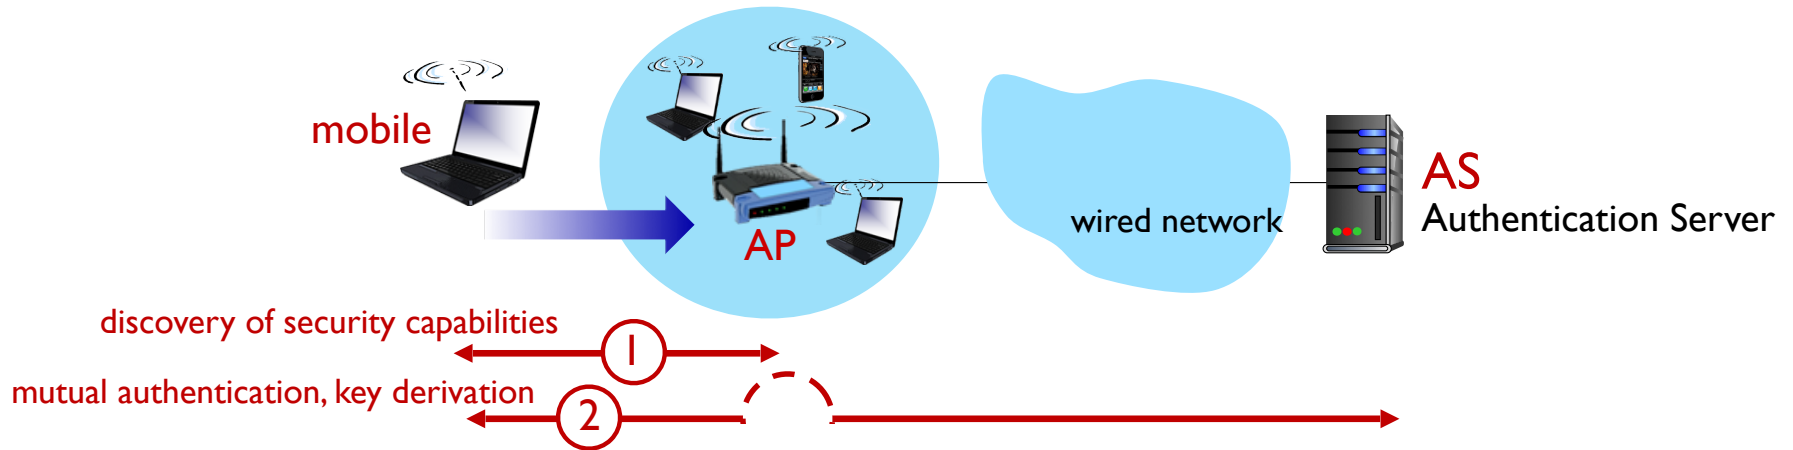 mobile
AP
wired network
AS
Authentication Server
discovery of security capabilities
1
mutual authentication, key derivation
2